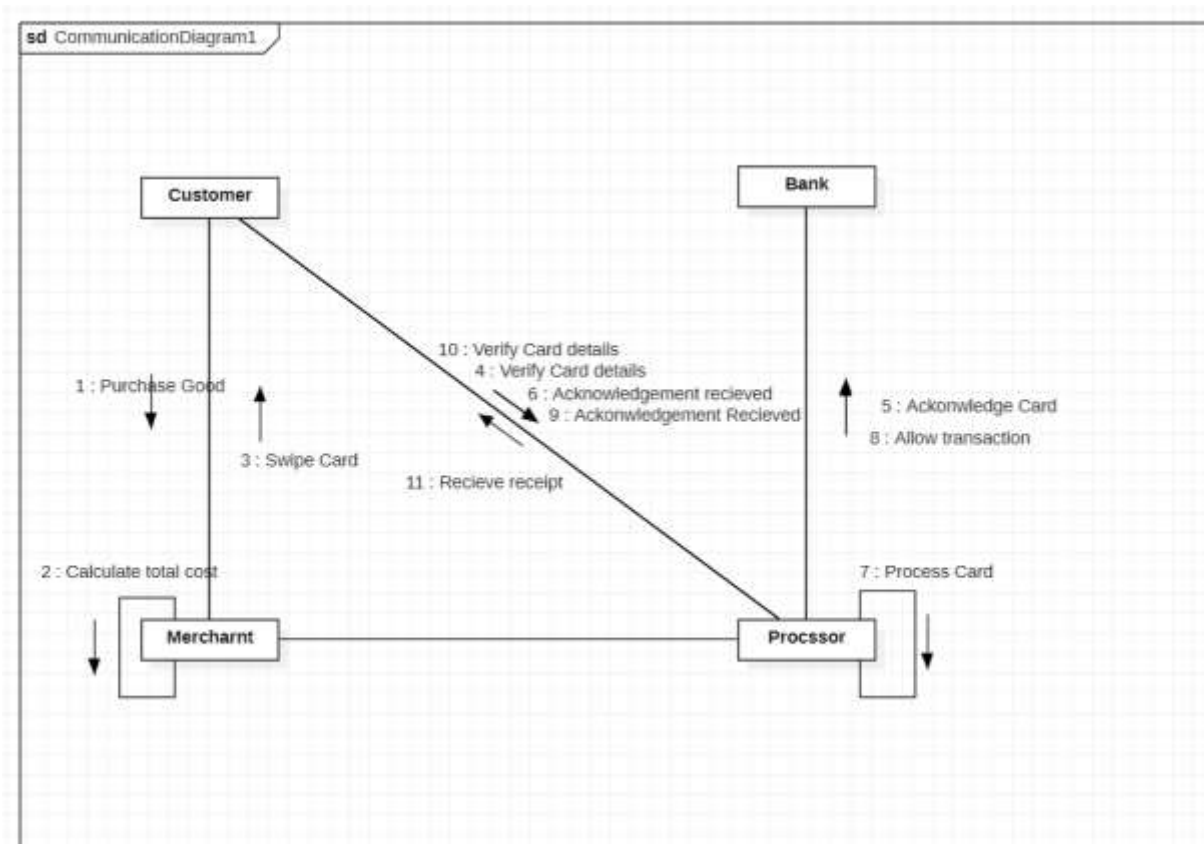 sd CommunicationDiagram1
Customer
Bank
10 : Verify Card details
4 : Verify Card details
6 : Acknowledgement recieved
9 : Ackonwledgement Recieved
1 : Purchase Good
5 : Ackonwledge Card
8 : Allow transaction
3 : Swipe Card
11 : Recieve receipt
2 : Calculate total cost
7 : Process Card
Mercharnt
Procssor